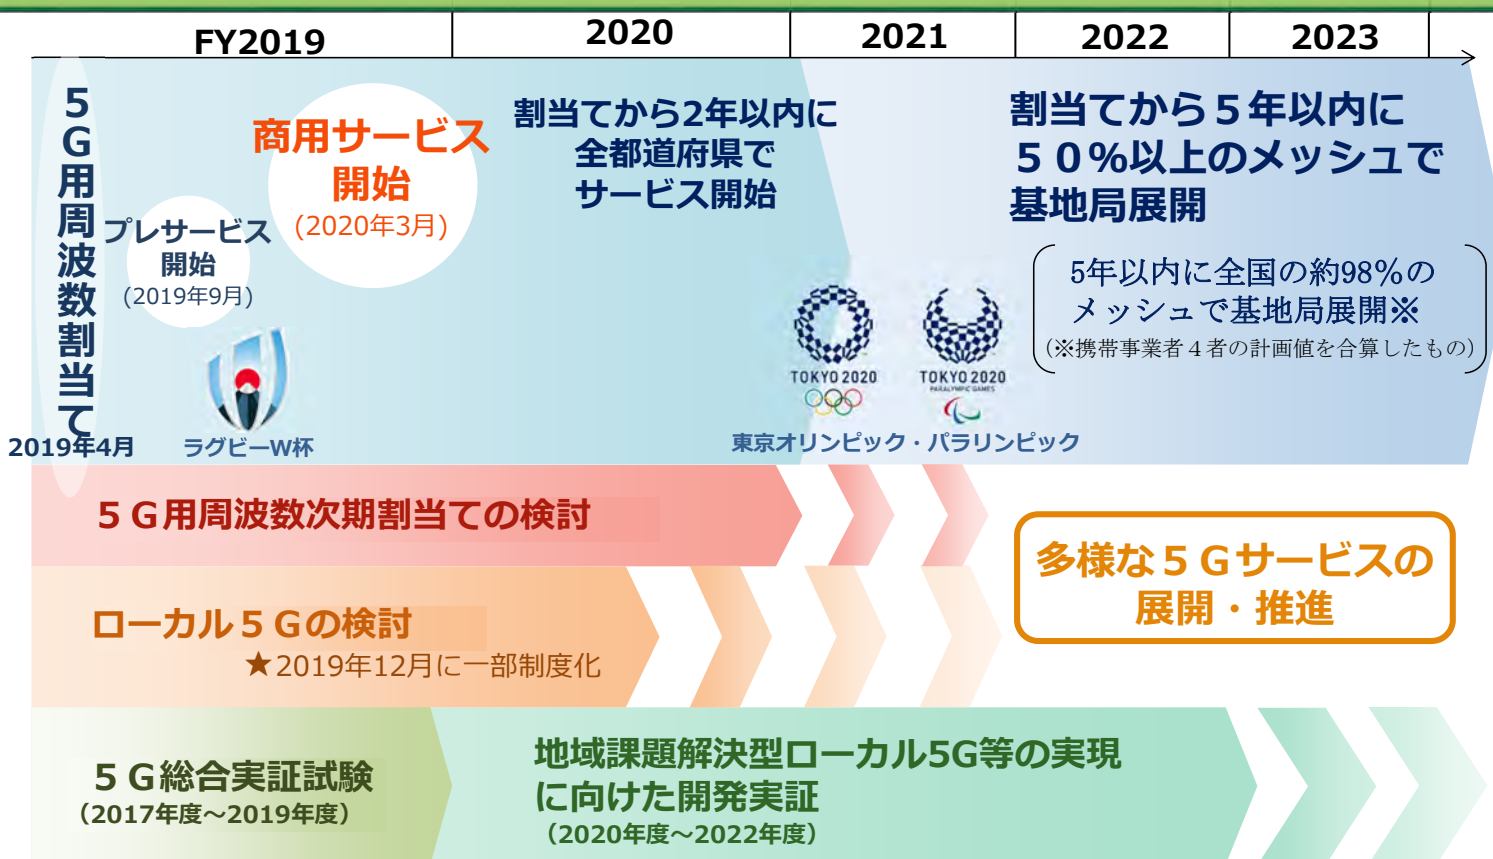 FY2019
2020
2021
2022
2023
5G用周波数割当て
2019年4月
プレサービス
開始
(2019年9月)
商用サービス
開始
(2020年3月)
割当てから2年以内に
全都道府県で
サービス開始
割当てから５年以内に
５０%以上のメッシュで
基地局展開
5年以内に全国の約98%の
メッシュで基地局展開※
(※携帯事業者４者の計画値を合算したもの)
ラグビーW杯
TOKYO 2020
TOKYO 2020
PARALYMPIC GAMES
東京オリンピック・パラリンピック
５G用周波数次期割当ての検討
ローカル５Gの検討
★2019年12月に一部制度化
多様な５Gサービスの
展開・推進
５G総合実証試験
（2017年度～2019年度）
地域課題解決型ローカル5G等の実現
に向けた開発実証
（2020年度～2022年度）